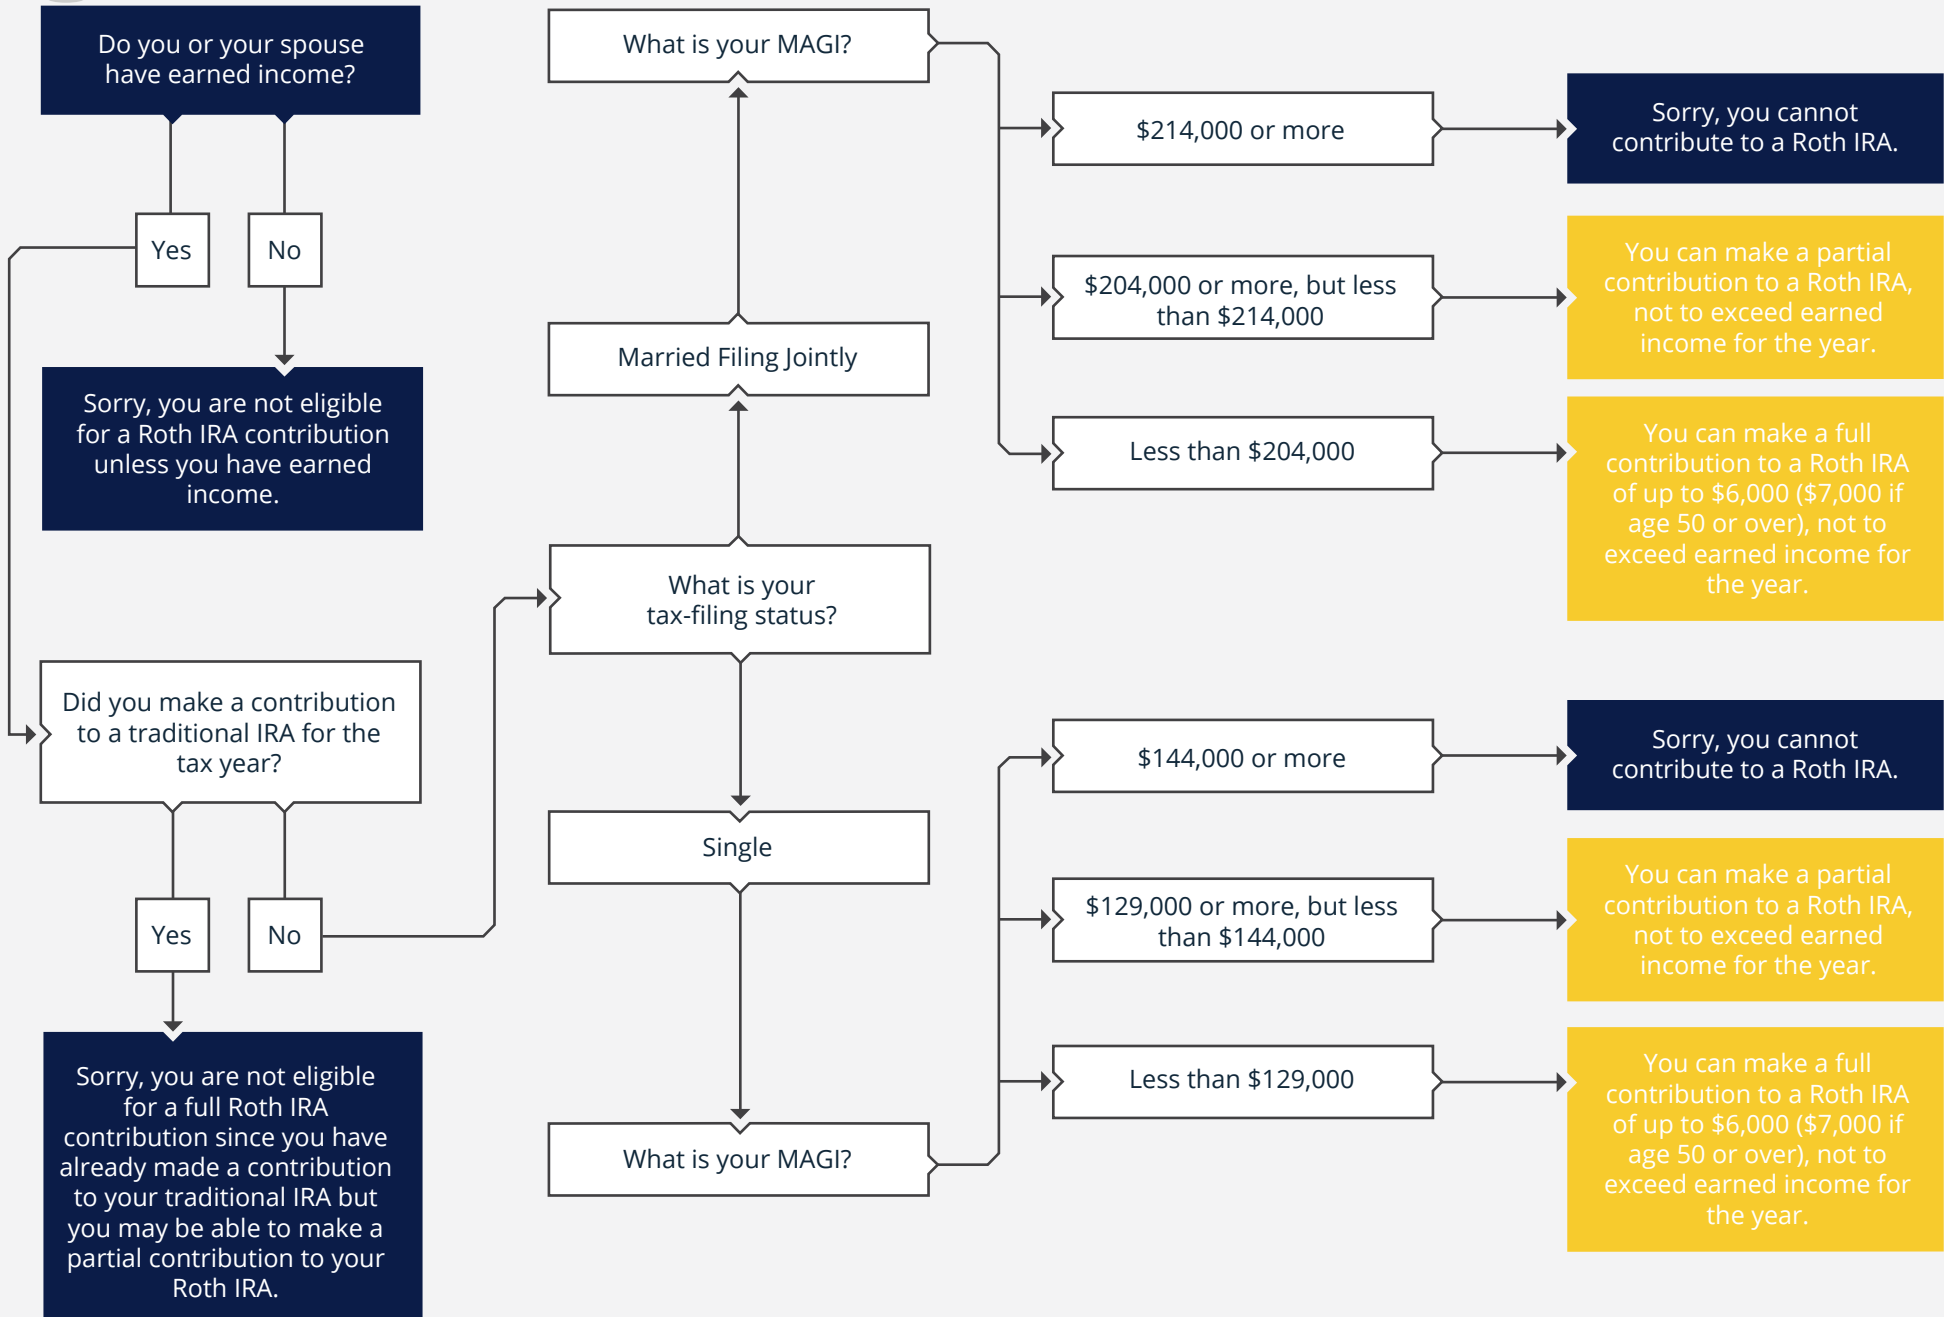 Do you or your spouse
have earned income?
Yes
No
Sorry, you are not eligible
for a Roth IRA contribution
unless you have earned
income.
Did you make a contribution
to a traditional IRA for the
tax year?
Yes
No
Sorry, you are not eligible
for a full Roth IRA
contribution since you have
already made a contribution
to your traditional IRA but
you may be able to make a
partial contribution to your
Roth IRA.
What is your
tax-filing status?
Married Filing Jointly
What is your MAGI?
$214,000 or more
Sorry, you cannot
contribute to a Roth IRA.
$204,000 or more, but less
than $214,000
You can make a partial
contribution to a Roth IRA,
not to exceed earned
income for the year.
Less than $204,000
You can make a full
contribution to a Roth IRA
of up to $6,000 ($7,000 if
age 50 or over), not to
exceed earned income for
the year.
Single
What is your MAGI?
$144,000 or more
Sorry, you cannot
contribute to a Roth IRA.
$129,000 or more, but less
than $144,000
You can make a partial
contribution to a Roth IRA,
not to exceed earned
income for the year.
Less than $129,000
You can make a full
contribution to a Roth IRA
of up to $6,000 ($7,000 if
age 50 or over), not to
exceed earned income for
the year.